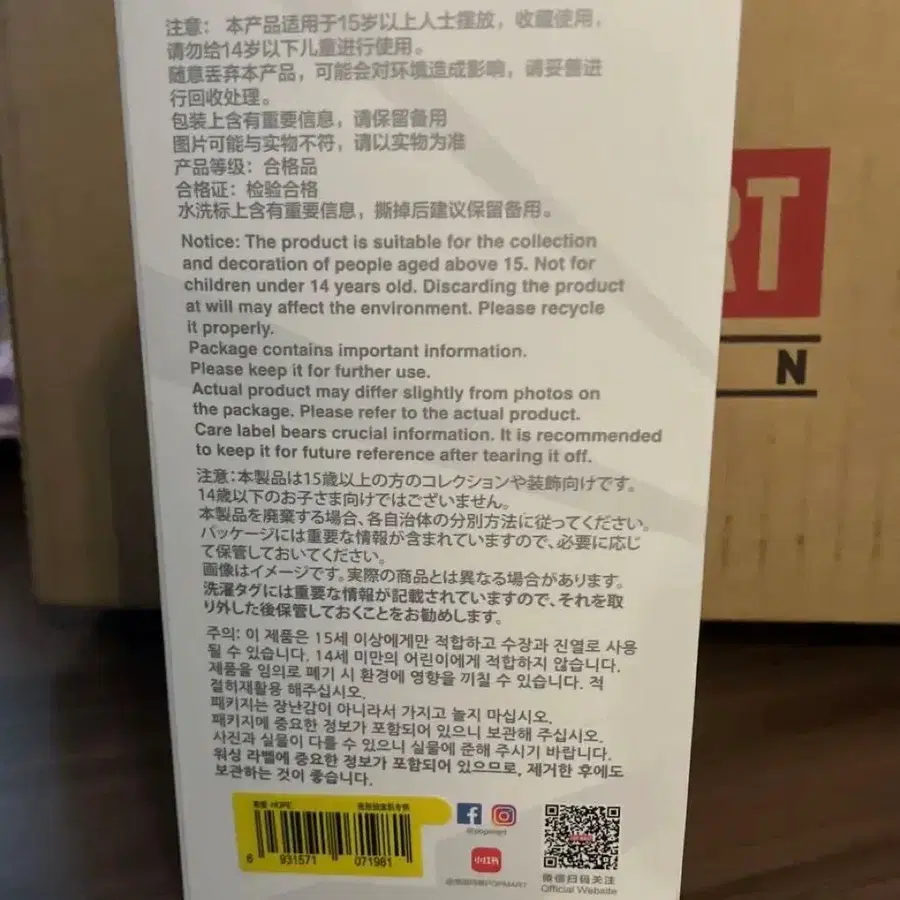 注意： 本产品适用于15岁以上人士摆放，收藏使用，
请勿给14岁以下儿童进行使用。
随意丢弃本产品，可能会对环境造成影响，请妥善进
行回收处理。
包装上含有重要信息，请保留备用
图片可能与实物不符，请以实物为准
产品等级：合格品
合格证：检验合格
水洗标上含有重要信息，撕掉后建议保留备用。
Notice: The product is suitable for the collection
and decoration of people aged above 15. Not for
children under 14 years old. Discarding the product
at will may affect the environment. Please recycle
it properly.
Package contains important information.
Please keep it for further use.
Actual product may differ slightly from photos on
the package. Please refer to the actual product.
Care label bears crucial information. It is recommended
to keep it for future reference after tearing it off.
注意：本製品は15歳以上の方のコレクションや装飾向けです。
14歳以下のお子さま向けではございません。
本製品を廃棄する場合、各自治体の分別方法に従ってください。
パッケージには重要な情報が含まれていますので、必要に応じ
て保管しておいてください。
画像はイメージです。実際の商品とは異なる場合があります。
洗濯タグには重要な情報が記載されていますので、それを取
り外した後保管しておくことをお勧めします。
주의: 이 제품은 15세 이상에게만 적합하고 수장과 진열로 사용
될 수 있습니다. 14세 미만의 어린이에게 적합하지 않습니다.
제품을 임의로 폐기 시 환경에 영향을 끼칠 수 있습니다. 적
절히재활용 해주십시오.
패키지는 장난감이 아니라서 가지고 놀지 마십시오.
패키지에 중요한 정보가 포함되어 있으니 보관해 주십시오.
사진과 실물이 다를 수 있으니 실물에 준해 주시기 바랍니다.
워싱 라벨에 중요한 정보가 포함되어 있으므로, 제거한 후에도
보관하는 것이 좋습니다.
HOPE
6 931571 071981
@popmart
小红书
POPMART
微信扫码关注
Official Website
RT
N